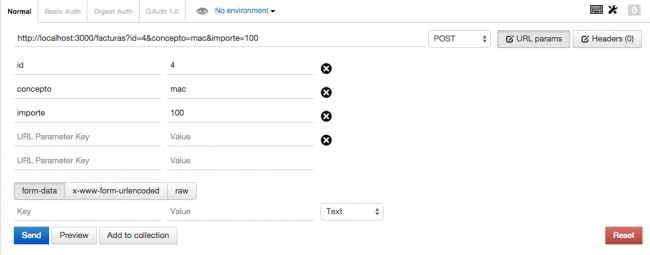 Normal Basic Auth Digest Auth OAuth 1.0 No environment 0
http://localhost:3000/facturas?id=4&concepto=mac&importe=100 POST URL params Headers (0)
id 4
concepto mac
importe 100
URL Parameter Key Value
URL Parameter Key Value
form-data x-www-form-urlencoded raw
Key Value Text
Send Preview Add to collection Reset